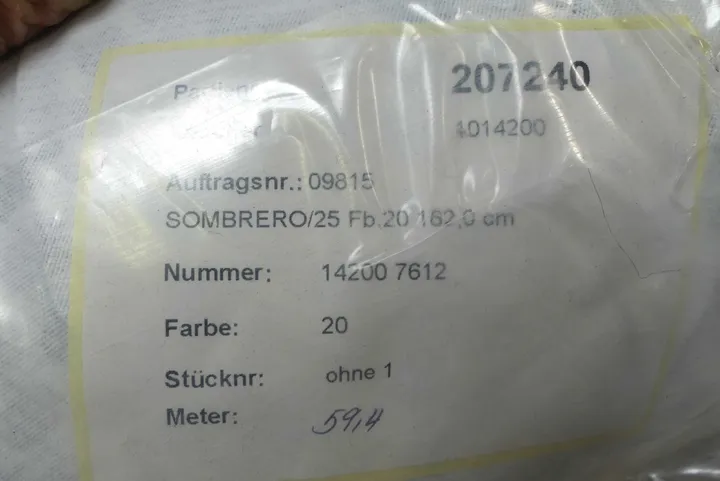 207240
1014200
Auftragsnr.: 09815
SOMBRERO/25 Fb.20 162,0 cm
Nummer: 14200 7612
Farbe: 20
Stücknr: ohne 1
Meter: 59,4